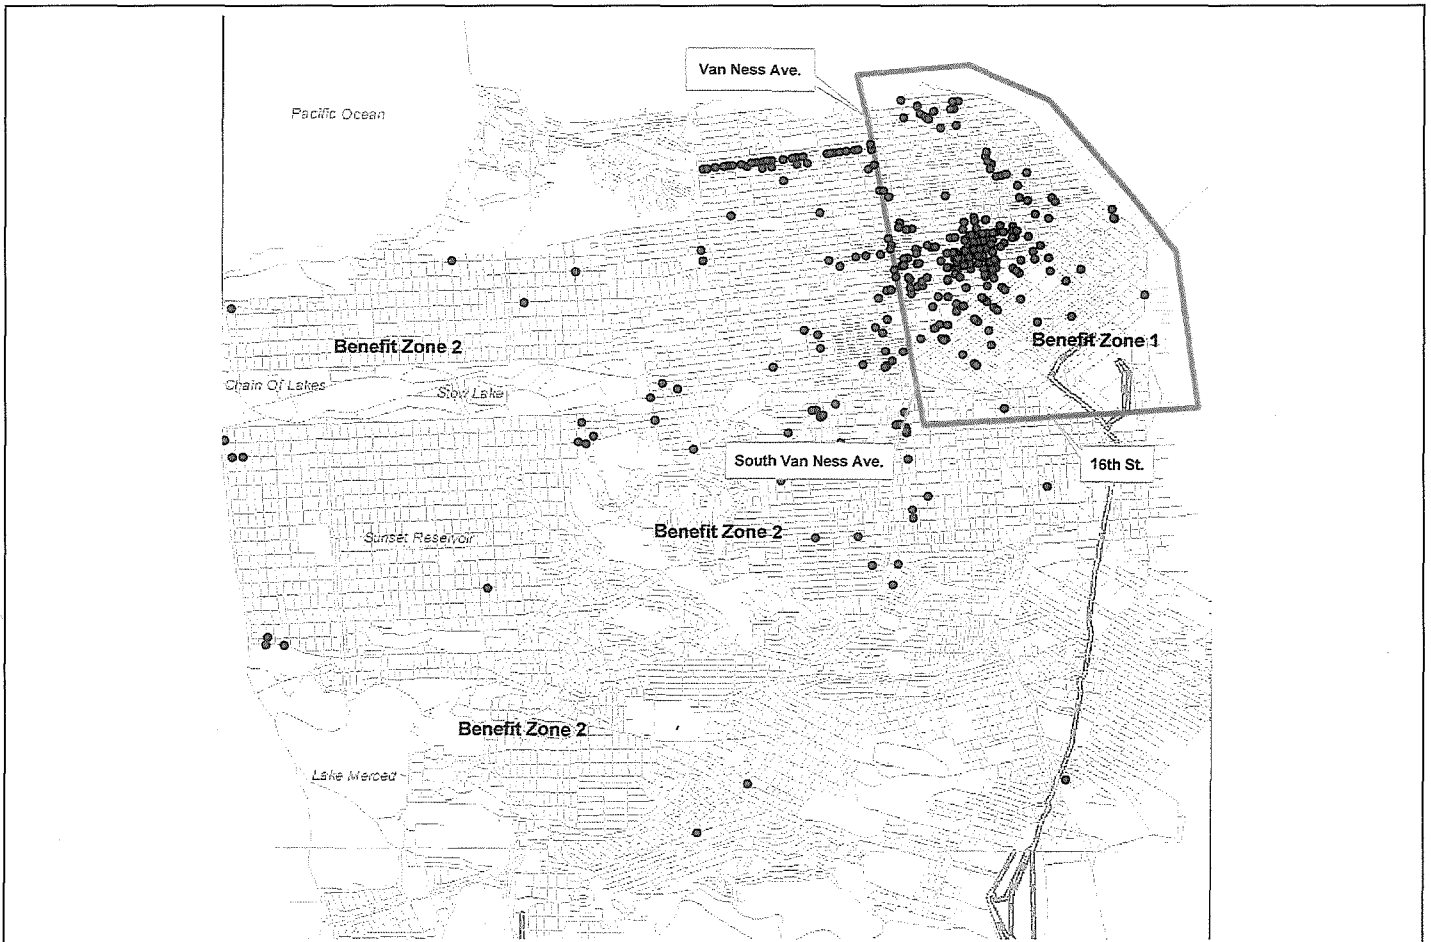 Van Ness Ave.
Pacific Ocean
Benefit Zone 1
Benefit Zone 2
Chain Of Lakes
Stow Lake
South Van Ness Ave.
16th St.
Benefit Zone 2
Sunset Reservoir
Benefit Zone 2
Lake Merced